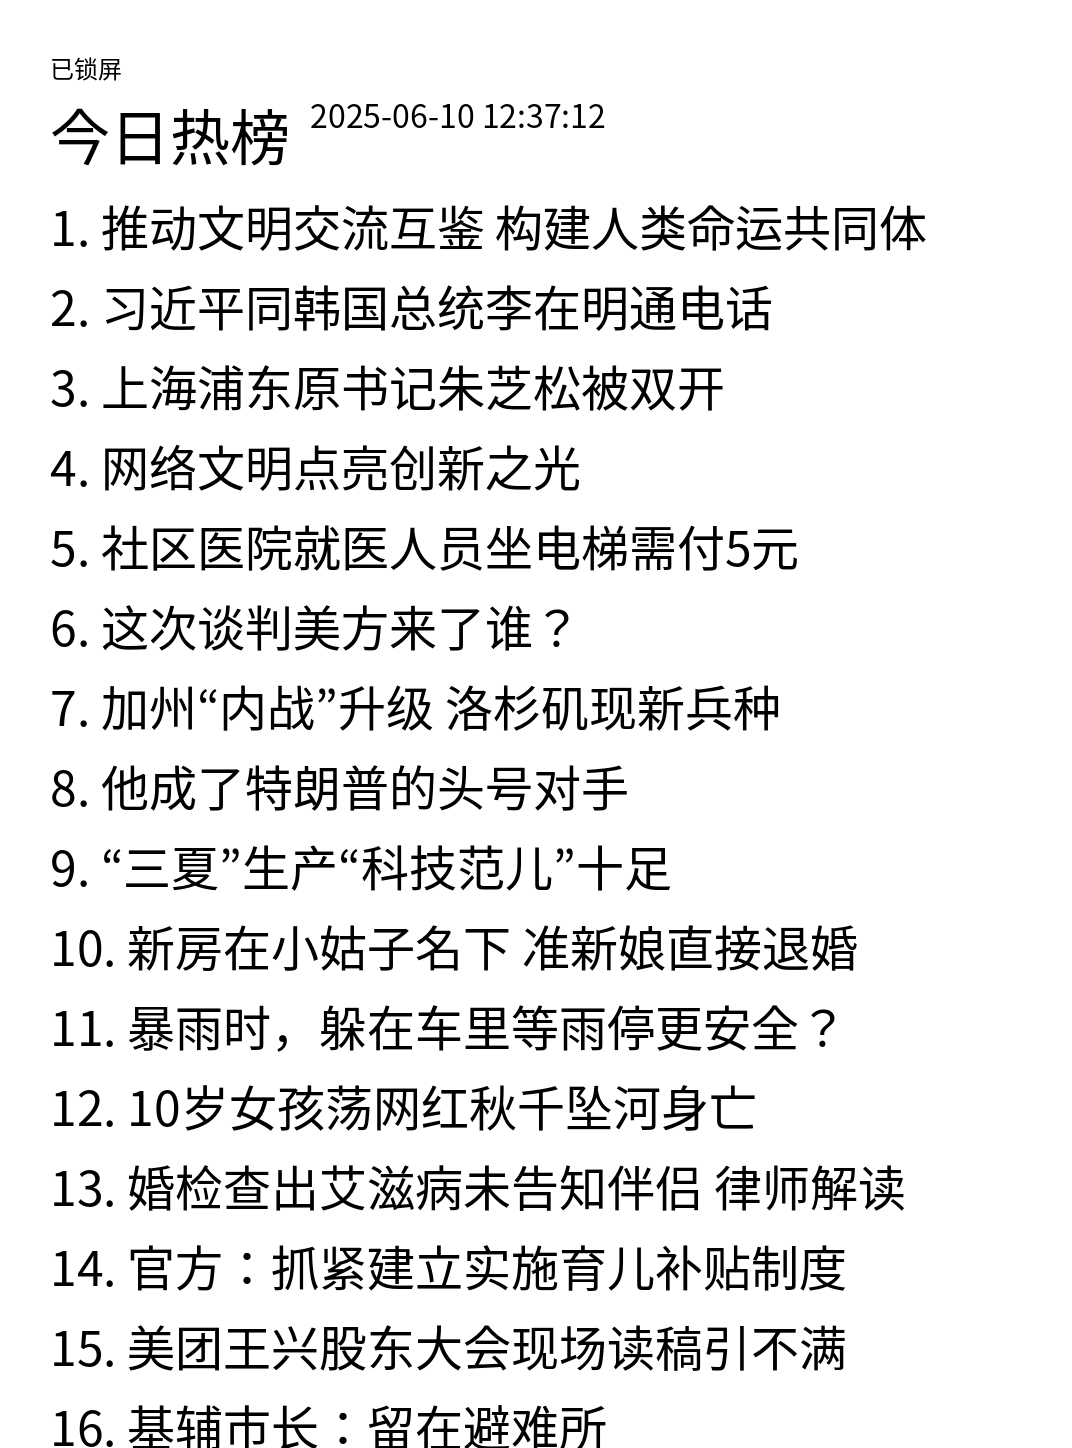 已锁屏
今日热榜 2025-06-10 12:37:12
1. 推动文明交流互鉴 构建人类命运共同体
2. 习近平同韩国总统李在明通电话
3. 上海浦东原书记朱芝松被双开
4. 网络文明点亮创新之光
5. 社区医院就医人员坐电梯需付5元
6. 这次谈判美方来了谁？
7. 加州“内战”升级 洛杉矶现新兵种
8. 他成了特朗普的头号对手
9. “三夏”生产“科技范儿”十足
10. 新房在小姑子名下 准新娘直接退婚
11. 暴雨时，躲在车里等雨停更安全？
12. 10岁女孩荡网红秋千坠河身亡
13. 婚检查出艾滋病未告知伴侣 律师解读
14. 官方：抓紧建立实施育儿补贴制度
15. 美团王兴股东大会现场读稿引不满
16. 基辅市长：留在避难所